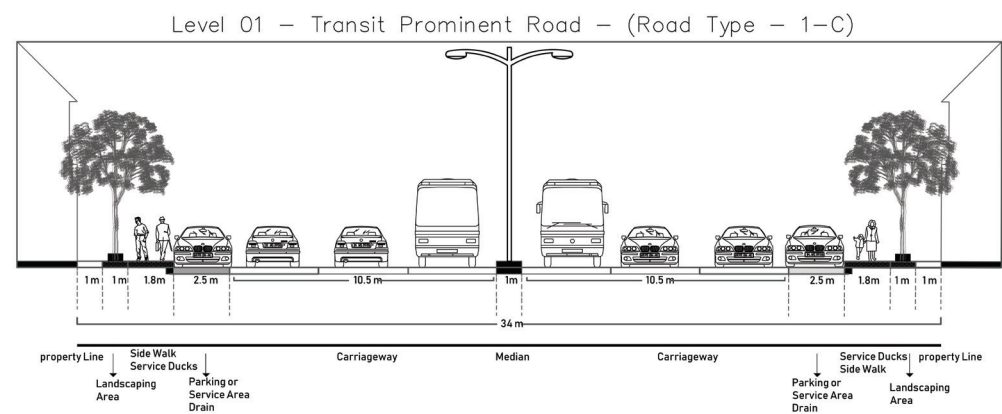 Level 01 – Transit Prominent Road – (Road Type – 1-C)
1 m 1 m 1.8m 2.5 m 10.5 m 1m 10.5 m 2.5 m 1.8m 1 m 1 m
34 m
property Line
Landscaping
Area
Side Walk
Service Ducks
Parking or
Service Area
Drain
Carriageway
Median
Carriageway
Parking or
Service Area
Drain
Service Ducks
Side Walk
Landscaping
Area
property Line